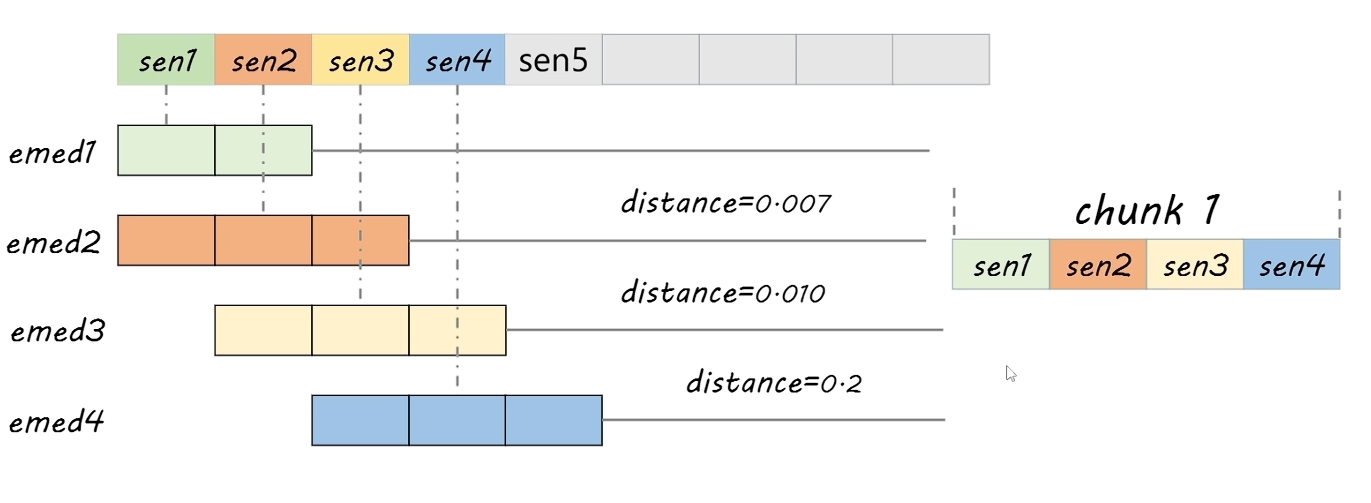 sen1 sen2 sen3 sen4 sen5
emed1
distance=0.007
chunk 1
emed2
sen1 sen2 sen3 sen4
distance=0.010
emed3
distance=0.2
emed4